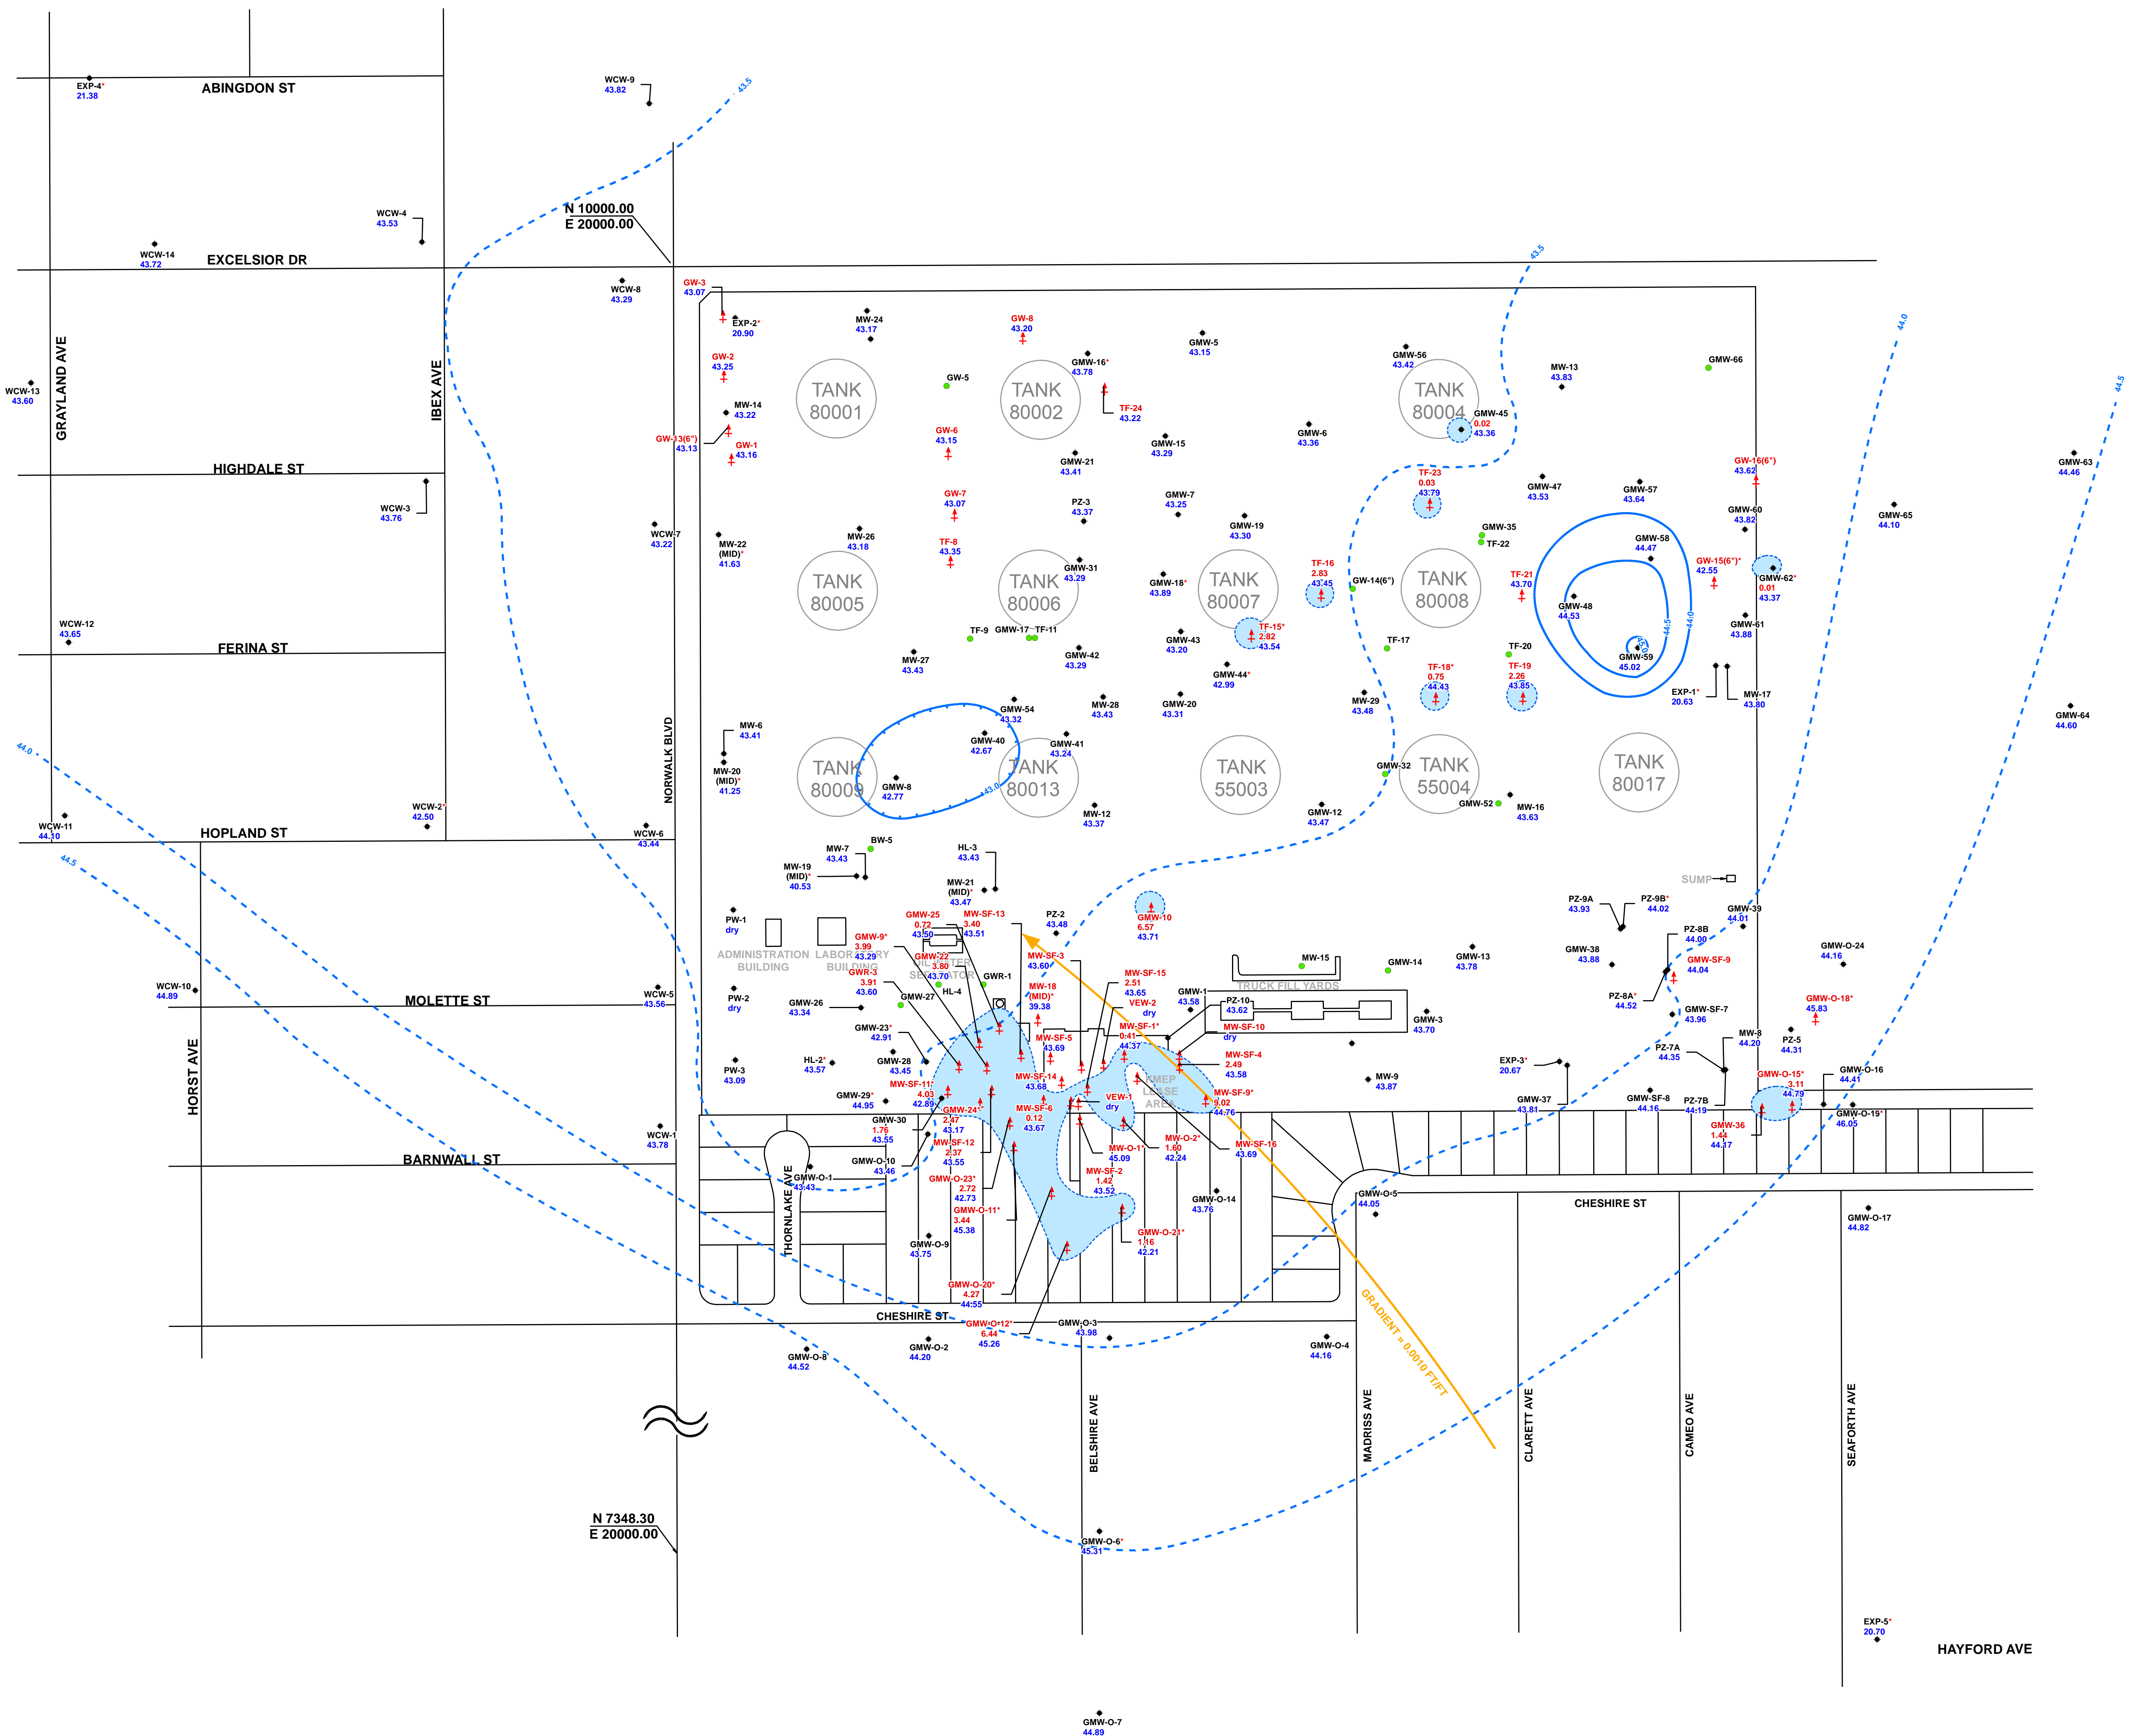 ABINGDON ST
EXP-4*
21.38
WCW-9
43.82
43.5
WCW-4
43.53
N 10000.00
E 20000.00
WCW-14
43.72
EXCELSIOR DR
WCW-8
43.29
GW-3
43.07
43.5
EXP-2*
20.90
MW-24
43.17
GW-8
43.20
GMW-5
43.15
GMW-56
43.42
44.0
GRAYLAND AVE
IBEX AVE
WCW-13
43.60
GW-2
43.25
TANK
80001
GW-5
TANK
80002
GMW-16*
43.78
TF-24
43.22
TANK
80004
MW-13
43.83
GMW-66
44.5
MW-14
43.22
GW-13(6")
43.13
GW-1
43.16
GW-6
43.15
GMW-21
43.41
GMW-15
43.29
GMW-6
43.36
GMW-45
0.02
43.36
HIGHDALE ST
WCW-3
43.76
GW-7
43.07
PZ-3
43.37
GMW-7
43.25
GMW-19
43.30
TF-23
0.03
43.79
GMW-47
43.53
GMW-57
43.64
GW-16(6")
43.62
GMW-60
43.82
GMW-63
44.46
GMW-65
44.10
WCW-7
43.22
MW-22
(MID)*
41.63
MW-26
43.18
TF-8
43.35
GMW-31
43.29
GMW-18*
43.89
GMW-35
TF-22
GMW-58
44.47
TANK
80005
TANK
80006
TANK
80007
TF-16
2.83
43.45
GW-14(6")
TANK
80008
TF-21
43.70
GMW-48
44.53
GW-15(6")*
42.55
GMW-62*
0.01
43.37
GMW-61
43.88
44.5
44.0
45.0
GMW-59
45.02
WCW-12
43.65
FERINA ST
TF-9
GMW-17
TF-11
MW-27
43.43
GMW-42
43.29
GMW-43
43.20
TF-15*
2.82
43.54
GMW-44*
42.99
TF-17
TF-20
TF-18*
0.75
44.43
TF-19
2.26
43.85
EXP-1*
20.63
MW-17
43.80
GMW-64
44.60
44.0
NORWALK BLVD
MW-6
43.41
MW-20
(MID)*
41.25
GMW-54
43.32
MW-28
43.43
GMW-20
43.31
MW-29
43.48
GMW-40
42.67
GMW-41
43.24
TANK
80009
GMW-8
42.77
43.0
TANK
80013
TANK
55003
GMW-32
TANK
55004
TANK
80017
WCW-11
44.10
WCW-2*
42.50
HOPLAND ST
WCW-6
43.44
MW-12
43.37
GMW-12
43.47
GMW-52
MW-16
43.63
44.5
MW-7
43.43
BW-5
MW-19
(MID)*
40.53
HL-3
43.43
MW-21
(MID)*
43.47
SUMP
PW-1
dry
GMW-25
0.72
43.50
MW-SF-13
3.40
43.51
PZ-2
43.48
GMW-10
6.57
43.71
PZ-9A
43.93
PZ-9B*
44.02
GMW-39
44.01
ADMINISTRATION
BUILDING
LABORATORY
BUILDING
OIL WATER
SEPARATOR
GMW-9*
3.99
43.29
GMW-22
3.80
43.70
GWR-3
3.91
43.60
GWR-1
HL-4
MW-SF-3
43.60
MW-18
(MID)*
39.38
MW-SF-15
2.51
43.65
MW-15
GMW-14
GMW-13
43.78
GMW-38
43.88
PZ-8B
44.00
MW-SF-9
44.04
GMW-O-24
44.16
TRUCK FILL YARDS
WCW-10
44.89
MOLETTE ST
WCW-5
43.56
PW-2
dry
GMW-26
43.34
GMW-27
VEW-2
dry
GMW-1
43.58
PZ-10
43.62
GMW-3
43.70
PZ-8A*
44.52
GMW-SF-7
43.96
GMW-O-18*
45.83
HORST AVE
GMW-23*
42.91
MW-SF-5
43.69
MW-SF-1*
0.41
44.37
MW-SF-10
dry
MW-8
44.20
PZ-5
44.31
PW-3
43.09
HL-2*
43.57
GMW-28
43.45
MW-SF-4
2.49
43.58
PZ-7A
44.35
EXP-3*
20.67
MW-SF-11*
4.03
42.89
MW-SF-14
43.68
KMEP
LEASE
AREA
MW-9
43.87
GMW-O-15*
3.11
44.79
GMW-O-16
44.41
GMW-29*
44.95
GMW-24*
2.47
43.17
MW-SF-6
0.12
43.67
VEW-1
dry
MW-SF-9*
9.02
44.76
GMW-37
43.81
GMW-SF-8
44.16
PZ-7B
44.19
GMW-O-19*
46.05
WCW-1
43.78
GMW-30
1.76
43.55
MW-SF-12
2.37
43.55
MW-O-1*
45.09
MW-O-2*
1.60
42.24
MW-SF-16
43.69
GMW-36
1.44
44.17
BARNWALL ST
GMW-O-10
43.46
GMW-O-1
43.43
THORNLAKE AVE
GMW-O-23*
2.72
42.73
MW-SF-2
1.42
43.52
GMW-O-14
43.76
GMW-O-5
44.05
CHESHIRE ST
GMW-O-17
44.82
GMW-O-11*
3.44
45.38
GMW-O-9
43.75
GMW-O-21*
1.16
42.21
GMW-O-20*
4.27
44.55
GRADIENT = 0.0010 FT/FT
CHESHIRE ST
GMW-O-12*
6.44
45.26
GMW-O-3
43.98
GMW-O-8
44.52
GMW-O-2
44.20
GMW-O-4
44.16
BELSHIRE AVE
MADRISS AVE
CLARETT AVE
CAMEO AVE
SEAFORTH AVE
N 7348.30
E 20000.00
GMW-O-6*
45.31
EXP-5*
20.70
HAYFORD AVE
GMW-O-7
44.89